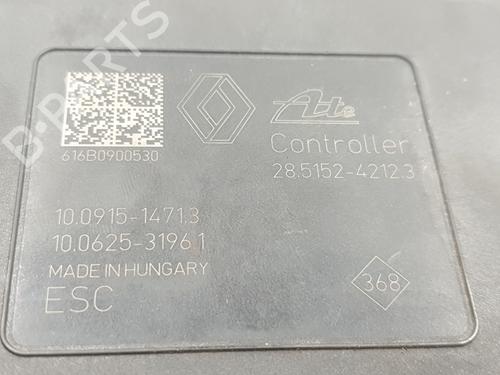 616B0900530
Ate
Controller
28.5152-4212.3
10.0915-1471.3
10.0625-3196.1
MADE IN HUNGARY
ESC
368
B-PARTS